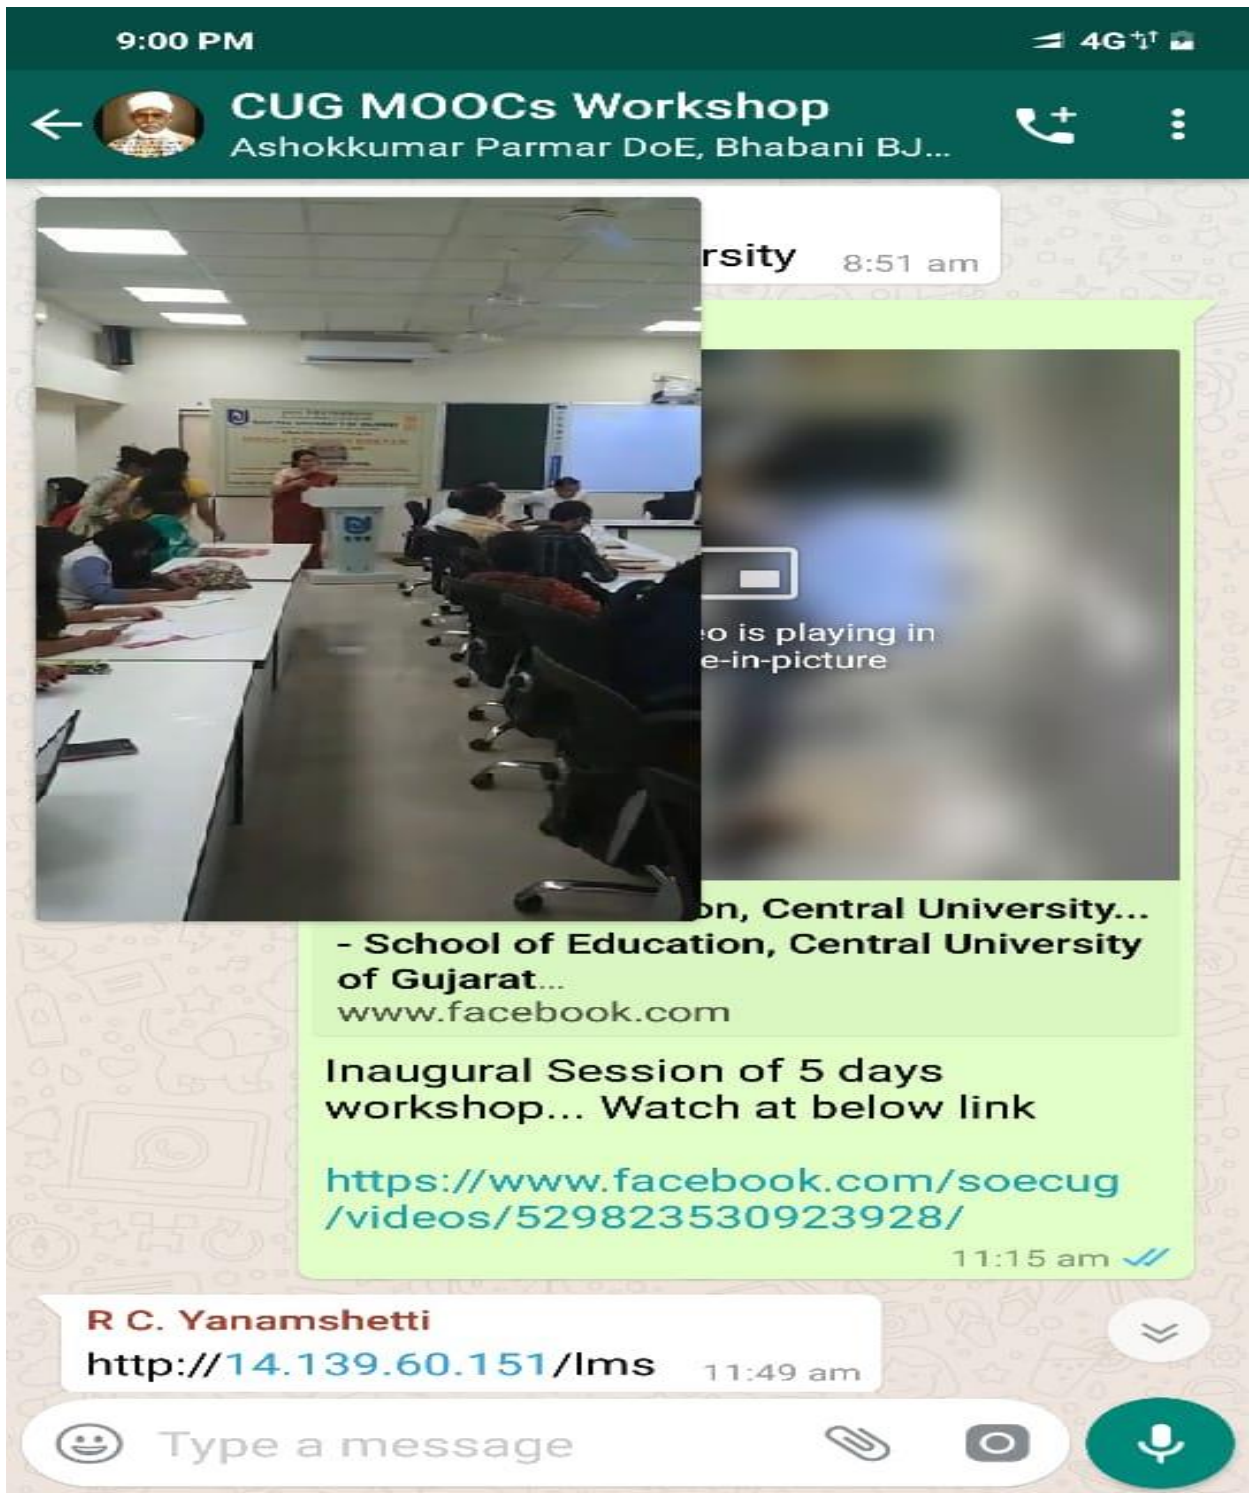 9:00 PM
4G
CUG MOOCs Workshop
Ashokkumar Parmar DoE, Bhabani BJ...
rsity 8:51 am
eo is playing in
e-in-picture
on, Central University...
- School of Education, Central University
of Gujarat...
www.facebook.com
Inaugural Session of 5 days
workshop... Watch at below link
https://www.facebook.com/soecug
/videos/529823530923928/
11:15 am
R C. Yanamshetti
http://14.139.60.151/lms 11:49 am
Type a message